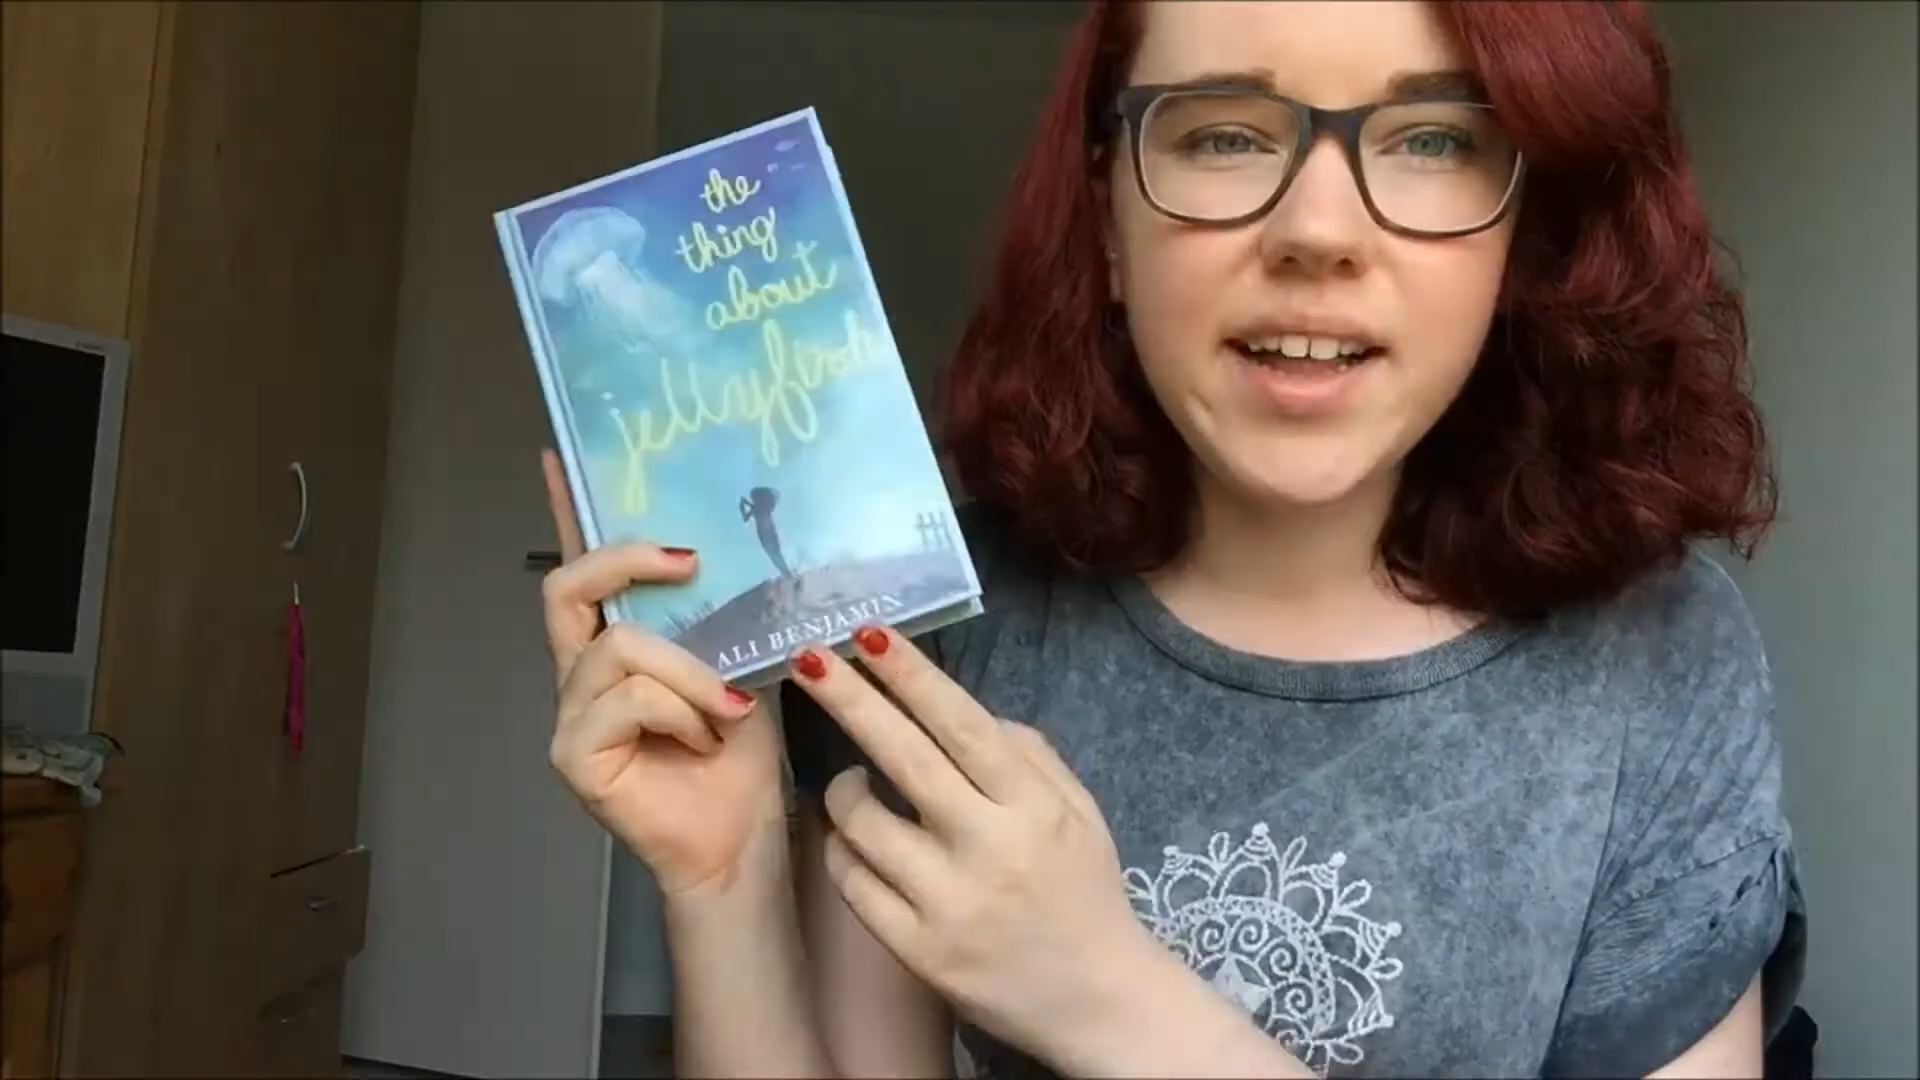 the
thing
about
jellyfish
ALI BENJAMIN